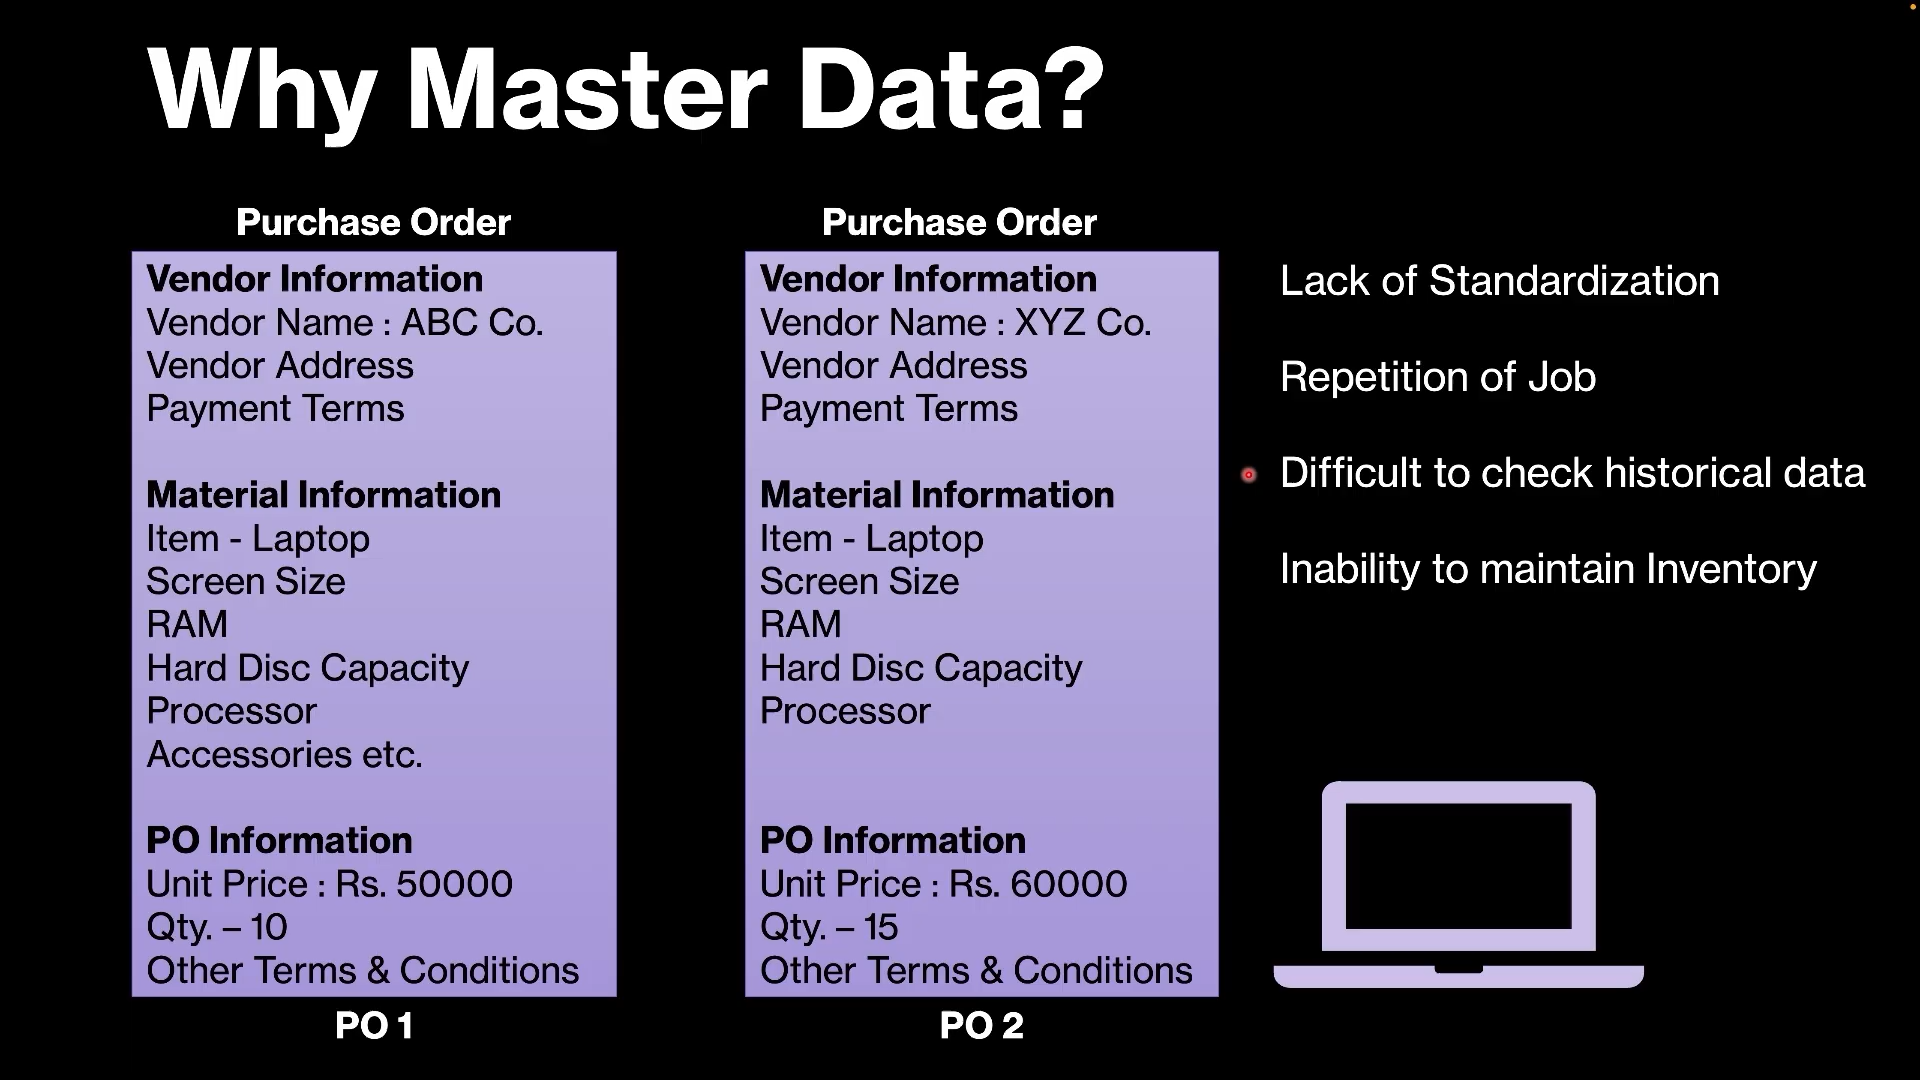 Why Master Data?
Purchase Order
Vendor Information
Vendor Name : ABC Co.
Vendor Address
Payment Terms
Material Information
Item - Laptop
Screen Size
RAM
Hard Disc Capacity
Processor
Accessories etc.
PO Information
Unit Price : Rs. 50000
Qty. – 10
Other Terms & Conditions
PO 1
Purchase Order
Vendor Information
Vendor Name : XYZ Co.
Vendor Address
Payment Terms
Material Information
Item - Laptop
Screen Size
RAM
Hard Disc Capacity
Processor
PO Information
Unit Price : Rs. 60000
Qty. – 15
Other Terms & Conditions
PO 2
Lack of Standardization
Repetition of Job
Difficult to check historical data
Inability to maintain Inventory